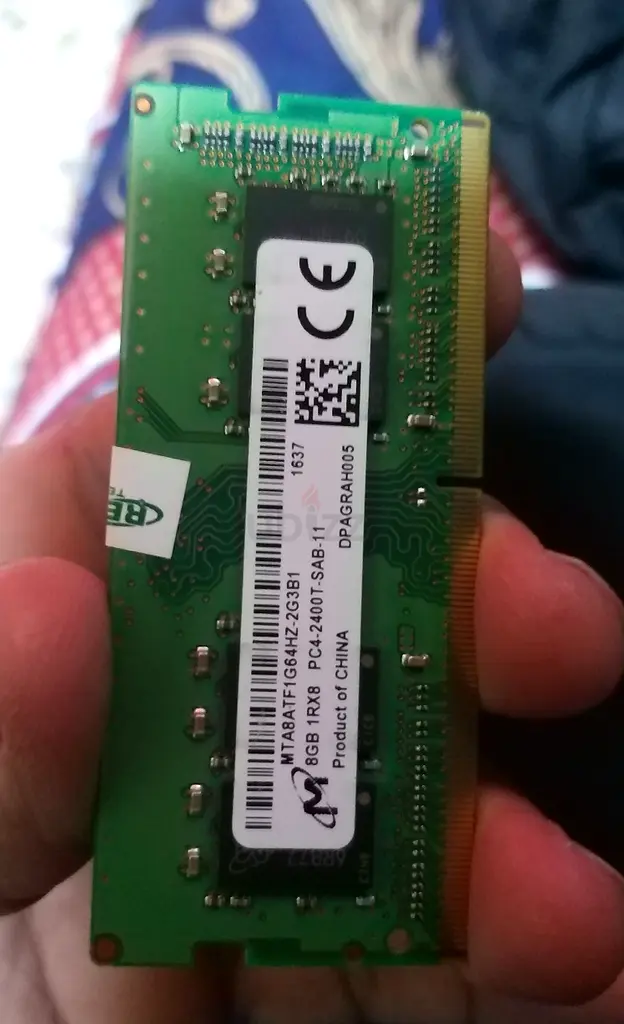 CE
1637
DPAGRAH005
MTA8ATF1G64HZ-2G3B1
8GB 1RX8 PC4-2400T-SAB-11
Product of CHINA